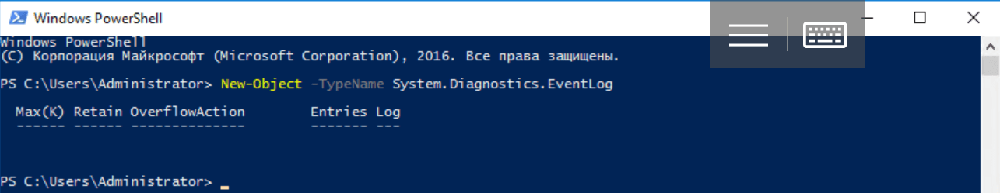 Windows PowerShell
Windows PowerShell
(C) Корпорация Майкрософт (Microsoft Corporation), 2016. Все права защищены.
PS C:\Users\Administrator> New-Object -TypeName System.Diagnostics.EventLog
Max(K) Retain OverflowAction        Entries Log
------ ------ --------------        ------- ---
PS C:\Users\Administrator> _